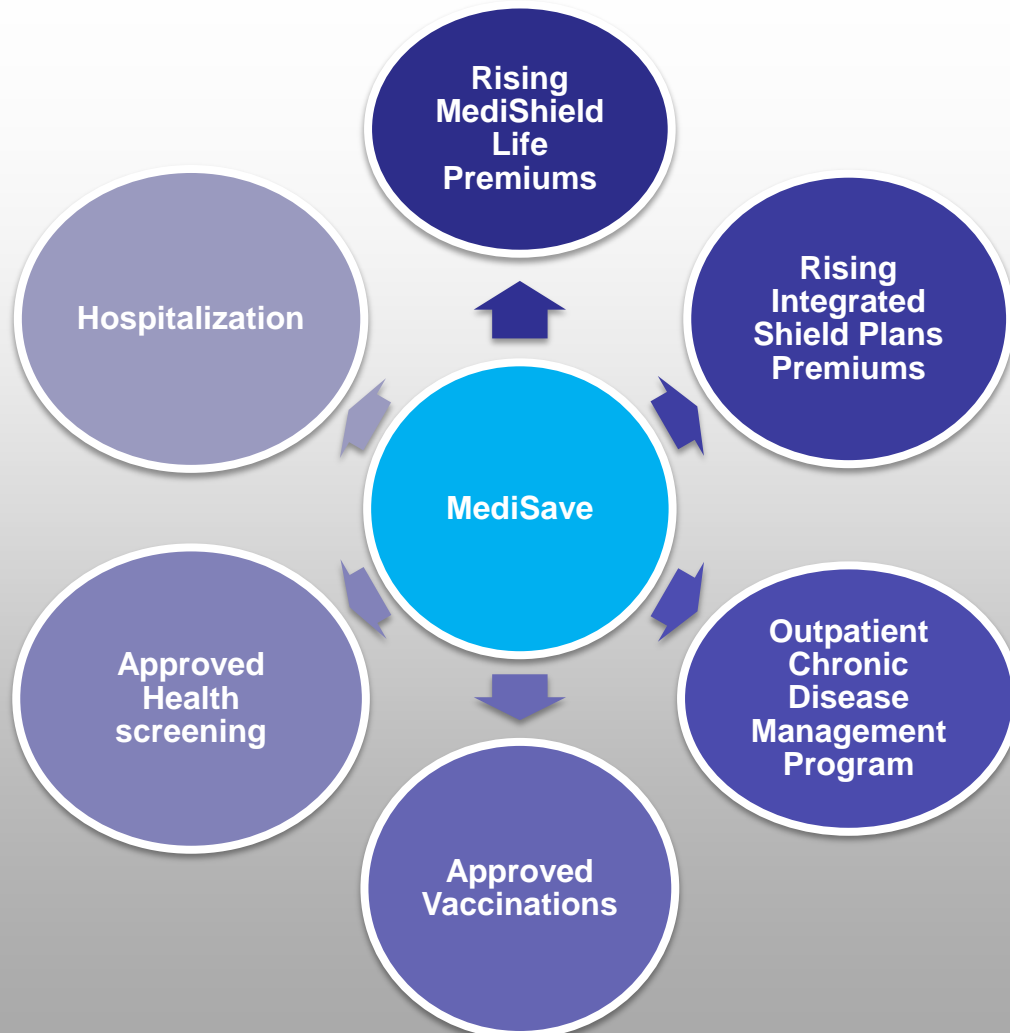 Rising
MediShield
Life
Premiums
Hospitalization
Rising
Integrated
Shield Plans
Premiums
MediSave
Approved
Health
screening
Outpatient
Chronic
Disease
Management
Program
Approved
Vaccinations